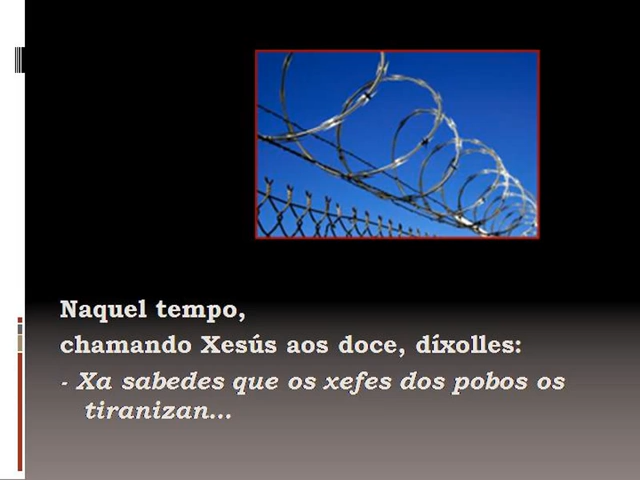 Naquel tempo,
chamando Xesús aos doce, díxolles:
- Xa sabedes que os xefes dos pobos os
tiranizan...